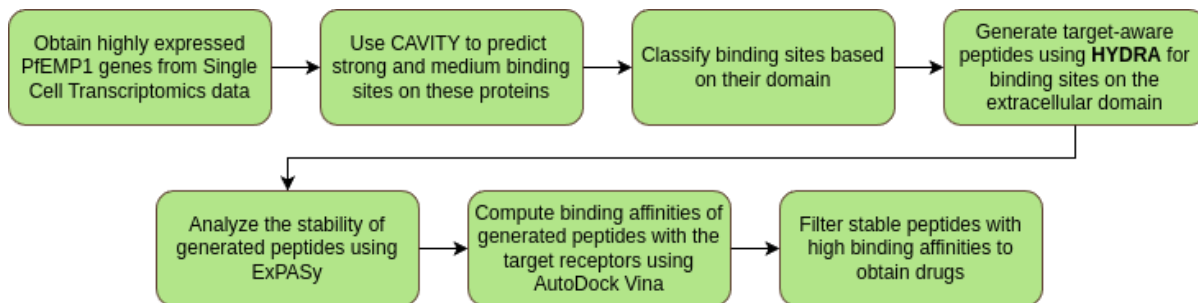 Obtain highly expressed
PfEMP1 genes from Single
Cell Transcriptomics data
Use CAVITY to predict
strong and medium binding
sites on these proteins
Classify binding sites based
on their domain
Generate target-aware
peptides using HYDRA for
binding sites on the
extracellular domain
Analyze the stability of
generated peptides using
ExPASy
Compute binding affinities of
generated peptides with the
target receptors using
AutoDock Vina
Filter stable peptides with
high binding affinities to
obtain drugs